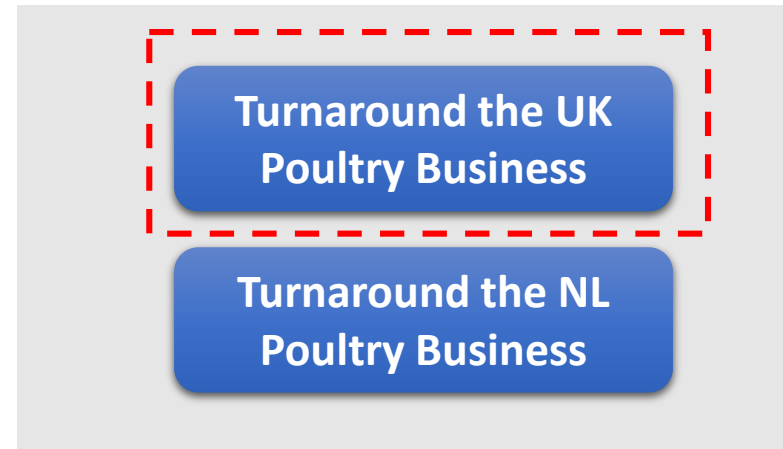 Turnaround the UK
Poultry Business
Turnaround the NL
Poultry Business